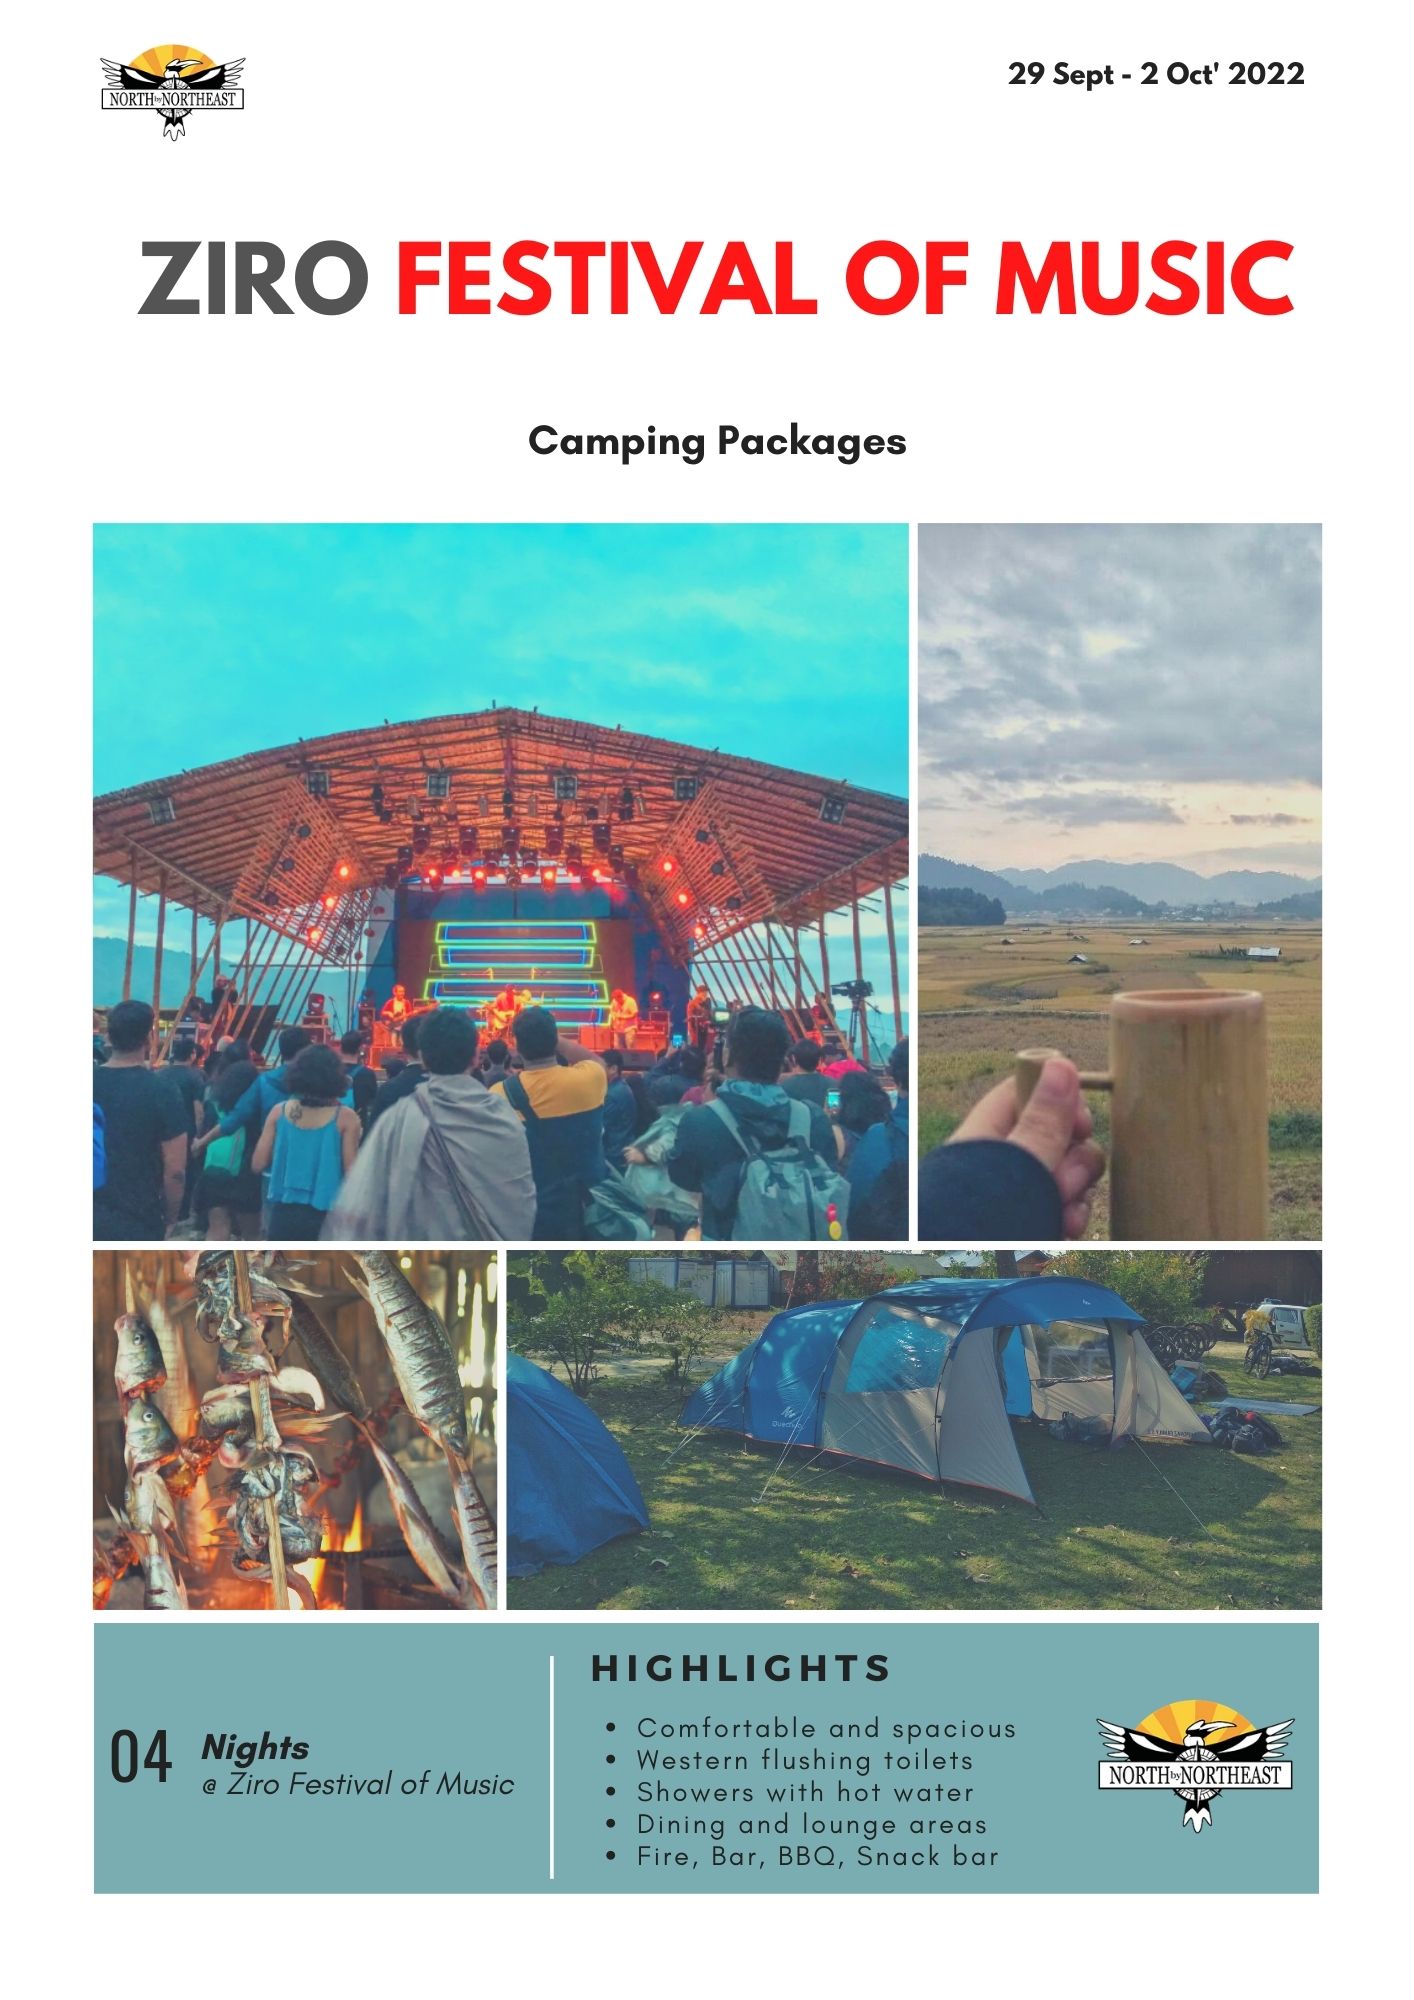 NORTH by NORTHEAST
29 Sept - 2 Oct' 2022
ZIRO FESTIVAL OF MUSIC
Camping Packages
Quechua
HIGHLIGHTS
04 Nights
@ Ziro Festival of Music
• Comfortable and spacious
• Western flushing toilets
• Showers with hot water
• Dining and lounge areas
• Fire, Bar, BBQ, Snack bar
NORTH by NORTHEAST